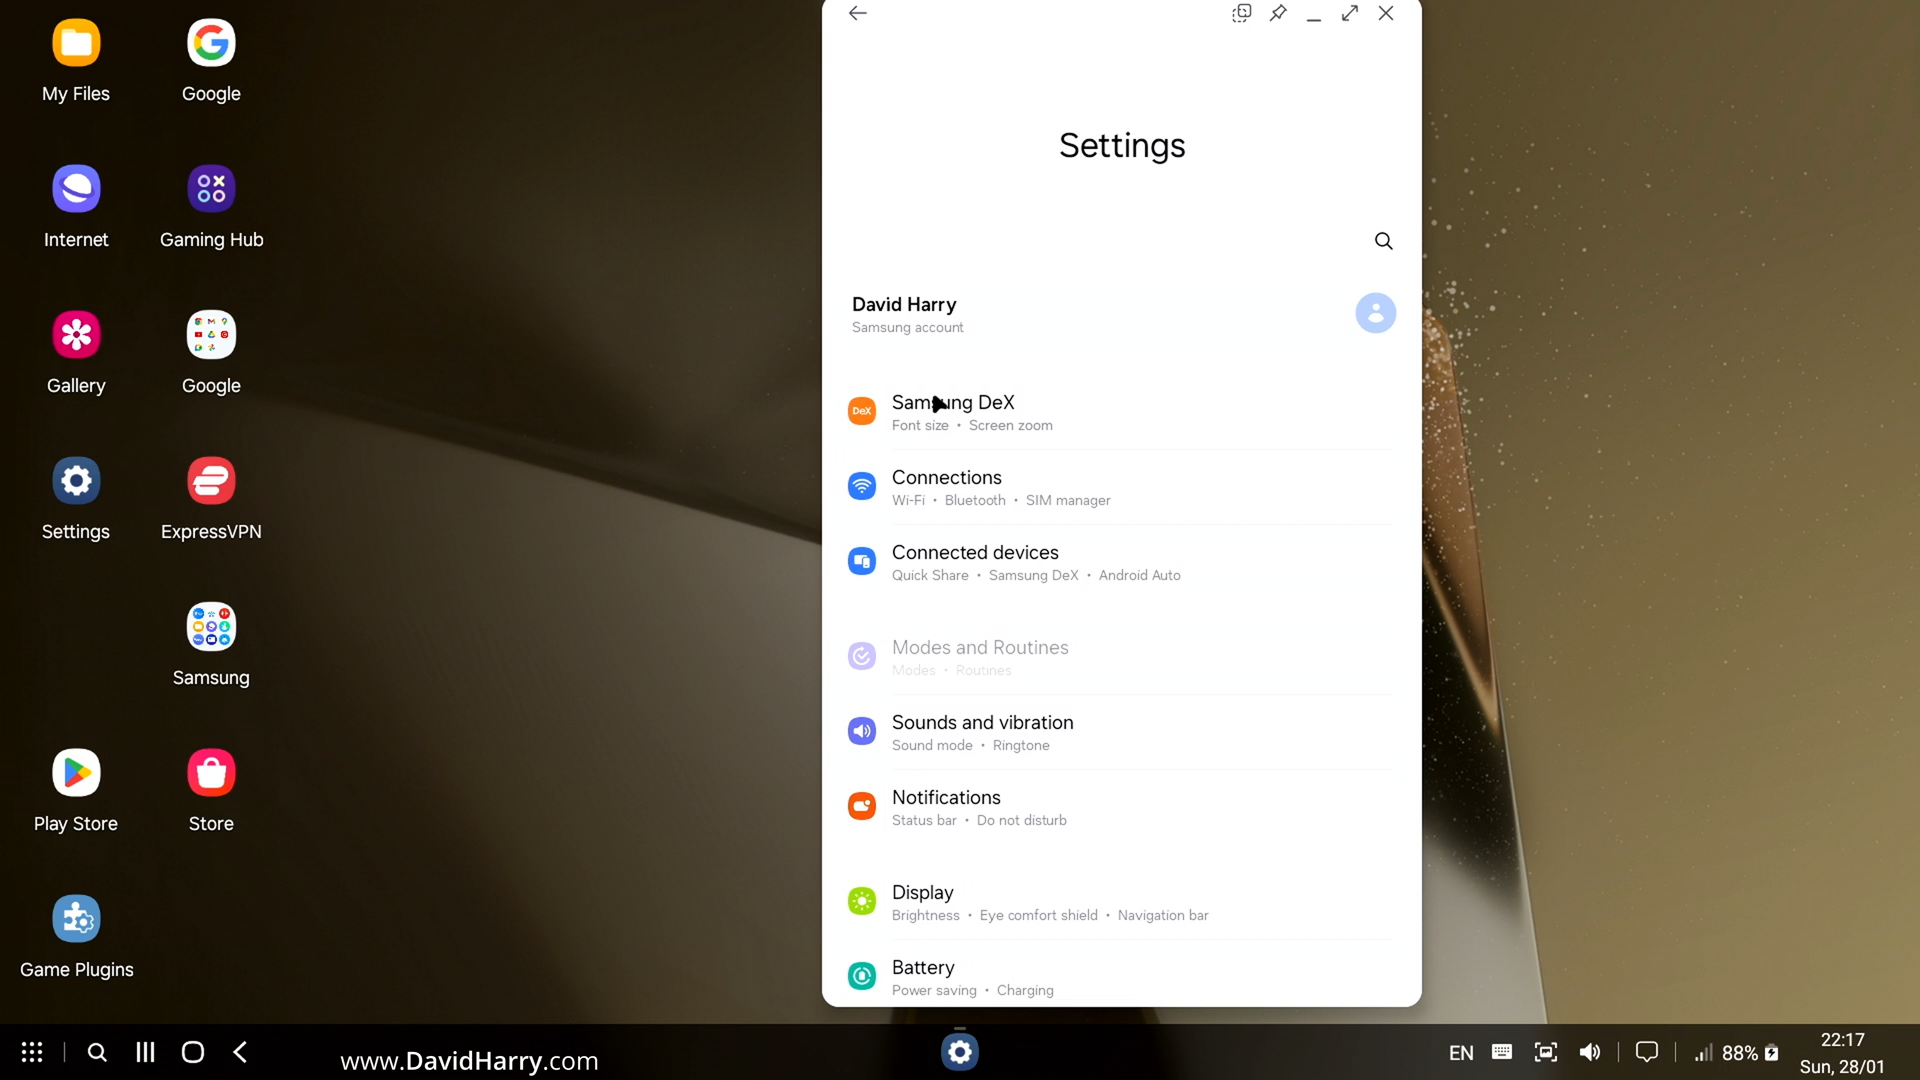 My Files
Google
Internet
Gaming Hub
Gallery
Google
Settings
ExpressVPN
Samsung
Play Store
Store
Game Plugins
Settings
David Harry
Samsung account
DeX
Samsung DeX
Font size • Screen zoom
Connections
Wi-Fi • Bluetooth • SIM manager
Connected devices
Quick Share • Samsung DeX • Android Auto
Modes and Routines
Modes • Routines
Sounds and vibration
Sound mode • Ringtone
Notifications
Status bar • Do not disturb
Display
Brightness • Eye comfort shield • Navigation bar
Battery
Power saving • Charging
www.DavidHarry.com
EN
88%
22:17
Sun, 28/01